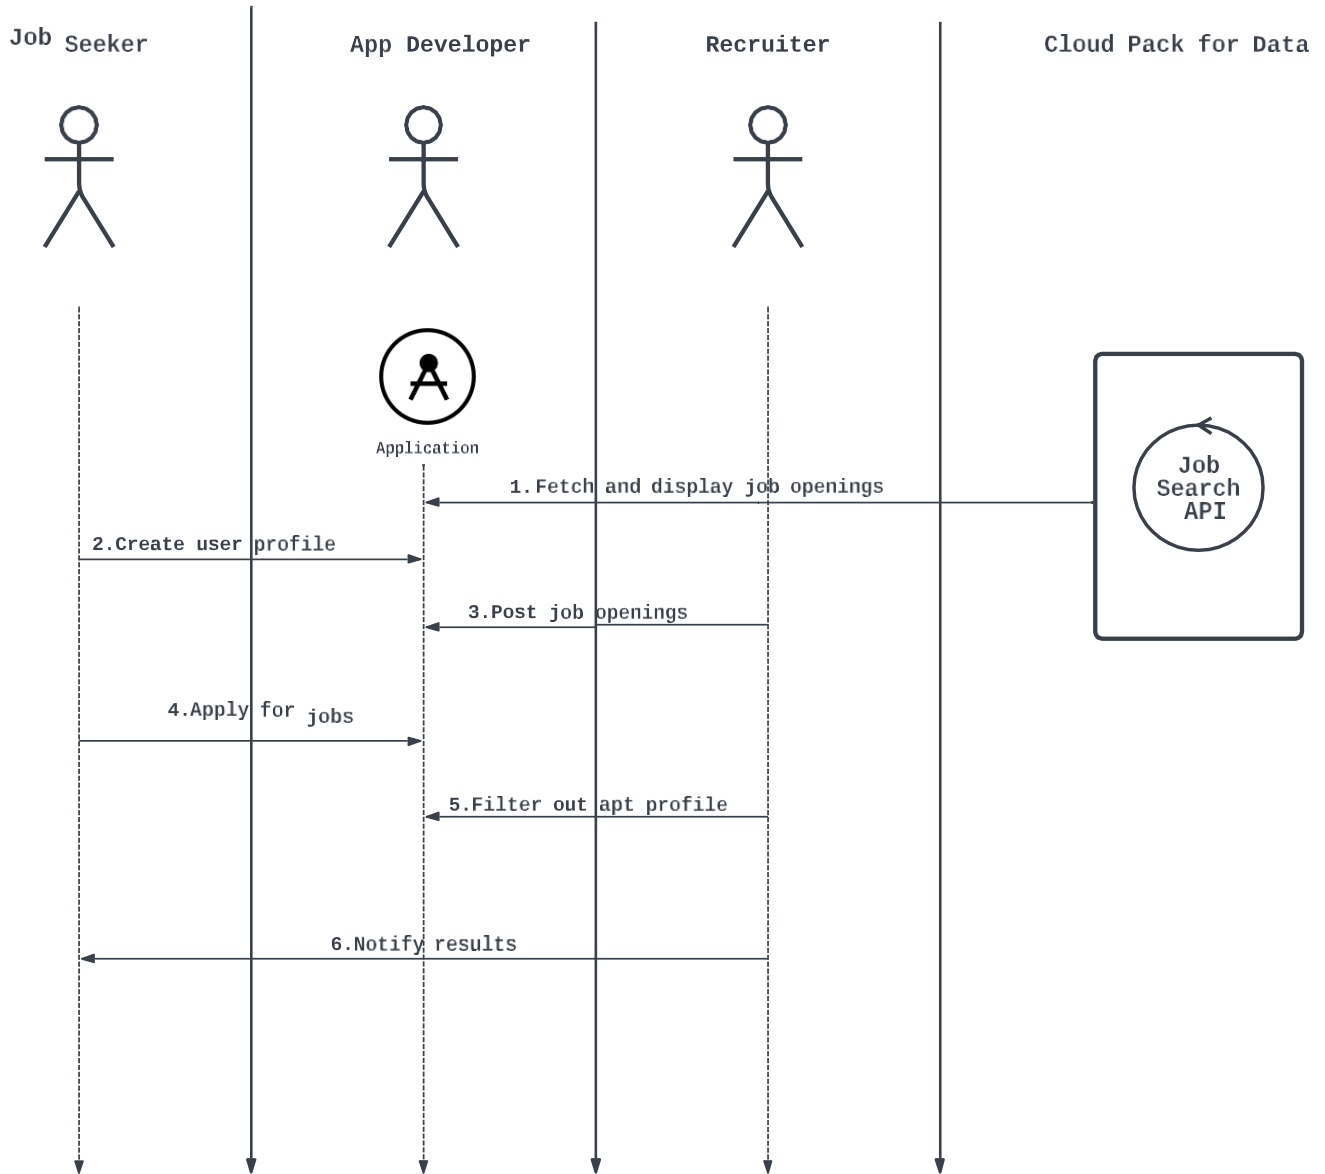 Job Seeker
App Developer
Recruiter
Cloud Pack for Data
Application
Job
Search
API
1.Fetch and display job openings
2.Create user profile
3.Post job openings
4.Apply for jobs
5.Filter out apt profile
6.Notify results